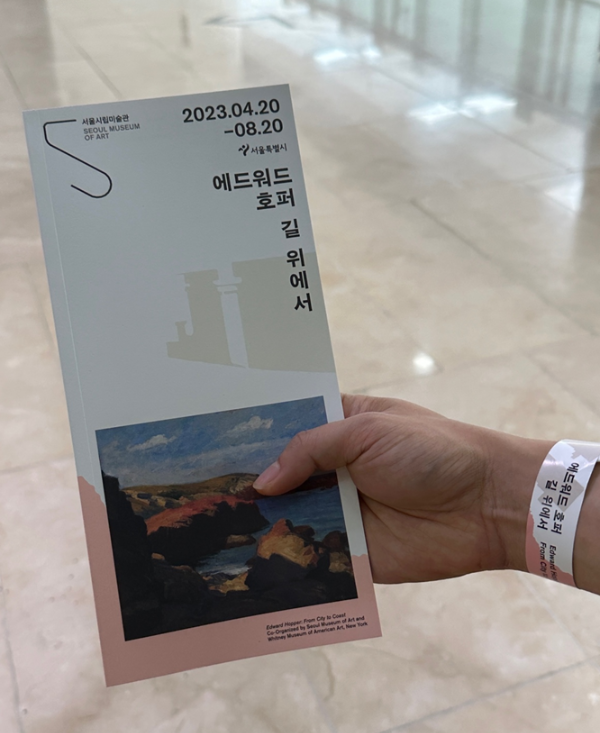 서울시립미술관
SEOUL MUSEUM
OF ART
2023.04.20
–08.20
서울특별시
에드워드
호퍼
길
위
에
서
Edward Hopper: From City to Coast
Co-Organized by Seoul Museum of Art and
Whitney Museum of American Art, New York
에드워드 호퍼
길 위에서
Edward
From City